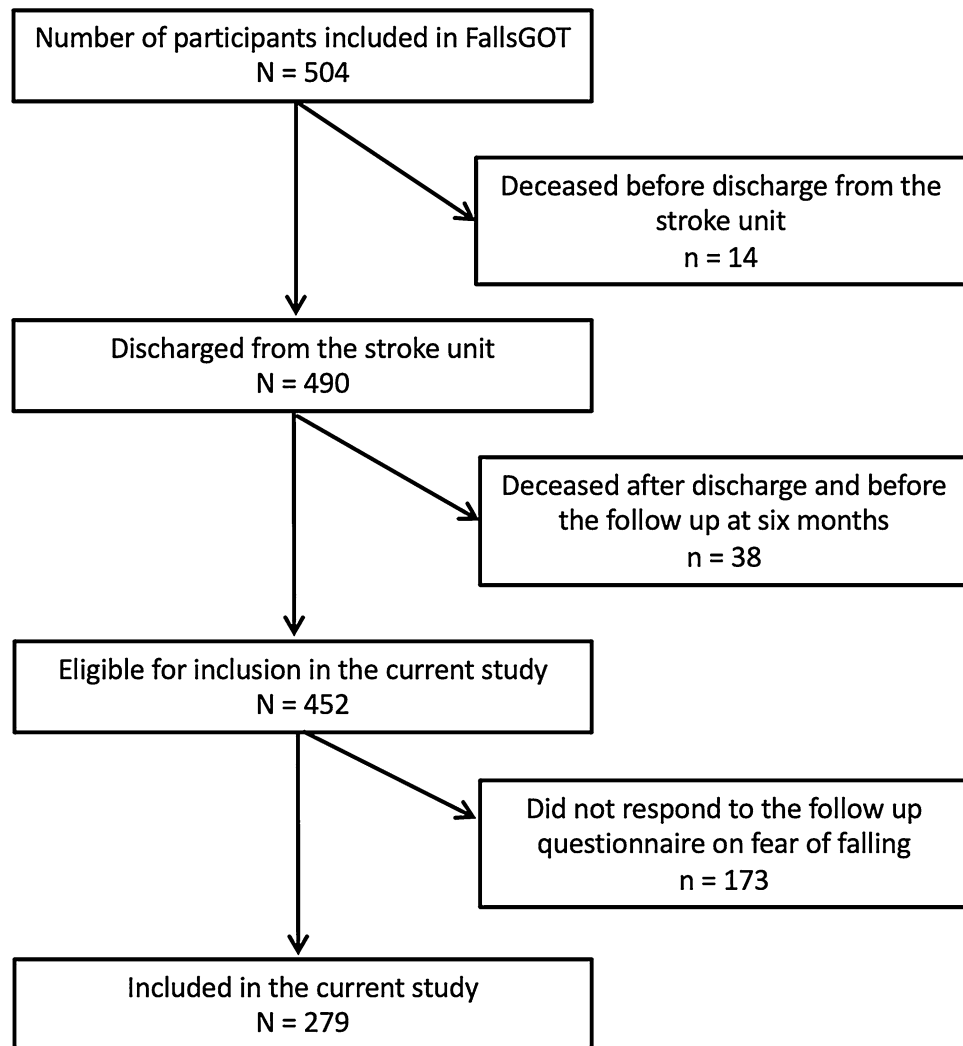 Number of participants included in FallsGOT
N = 504
Deceased before discharge from the
stroke unit
n = 14
Discharged from the stroke unit
N = 490
Deceased after discharge and before
the follow up at six months
n = 38
Eligible for inclusion in the current study
N = 452
Did not respond to the follow up
questionnaire on fear of falling
n = 173
Included in the current study
N = 279